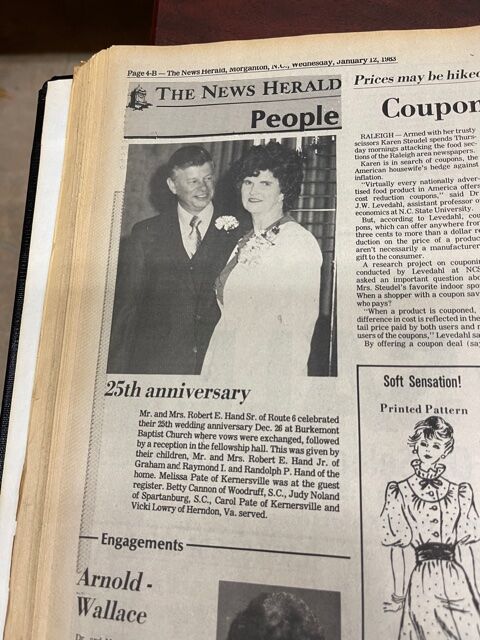 Page 4-B — The News Herald, Morganton, N.C., Wednesday, January 12, 1983
THE NEWS HERALD
People
25th anniversary
Mr. and Mrs. Robert E. Hand Sr. of Route 6 celebrated
their 25th wedding anniversary Dec. 26 at Burkemont
Baptist Church where vows were exchanged, followed
by a reception in the fellowship hall. This was given by
their children, Mr. and Mrs. Robert E. Hand Jr. of
Graham and Raymond I. and Randolph P. Hand of the
home. Melissa Pate of Kernersville was at the guest
register. Betty Cannon of Woodruff, S.C., Judy Noland
of Spartanburg, S.C., Carol Pate of Kernersville and
Vicki Lowry of Herndon, Va. served.
Engagements
Arnold -
Wallace
Prices may be hiked
Coupon
RALEIGH — Armed with her trusty
scissors Karen Steudel spends Thurs-
day mornings attacking the food sec-
tions of the Raleigh area newspapers.
Karen is in search of coupons, the
American housewife's hedge against
inflation.
"Virtually every nationally adver-
tised food product in America offers
cost reduction coupons," said Dr.
J.W. Levedahl, assistant professor o
economics at N.C. State University.
But, according to Levedahl, cou
pons, which can offer anywhere from
three cents to more than a dollar re
duction on the price of a produc
aren't necessarily a manufacturer
gift to the consumer.
A research project on couponin
conducted by Levedahl at NCS
asked an important question abo
Mrs. Steudel's favorite indoor spo
When a shopper with a coupon sav
who pays?
"When a product is couponed,
difference in cost is reflected in the
tail price paid by both users and n
users of the coupons," Levedahl sa
By offering a coupon deal (sa
Soft Sensation!
Printed Pattern